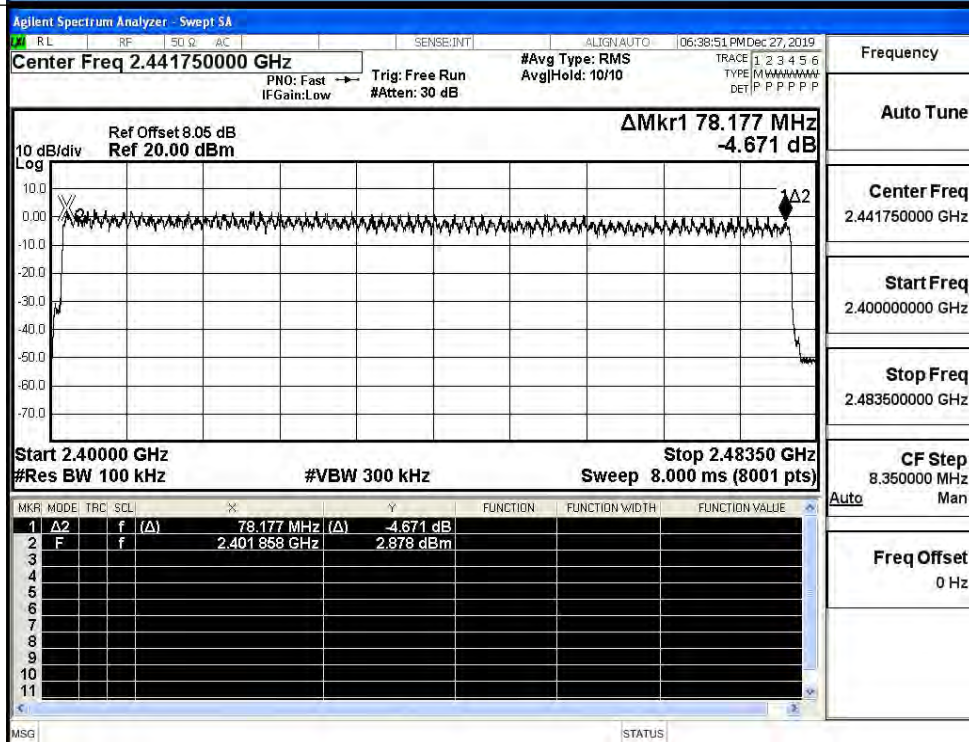 Agilent Spectrum Analyzer - Swept SA
LXI RL RF 50 Ω AC SENSE:INT ALIGNAUTO 06:38:51 PM Dec 27, 2019
Center Freq 2.441750000 GHz
PNO: Fast
IFGain:Low
Trig: Free Run
#Atten: 30 dB
#Avg Type: RMS
Avg|Hold: 10/10
TRACE 1 2 3 4 5 6
TYPE M W W W W W
DET P P P P P P
ΔMkr1 78.177 MHz
-4.671 dB
Ref Offset 8.05 dB
10 dB/div Ref 20.00 dBm
Log
10.0
0.00
-10.0
-20.0
-30.0
-40.0
-50.0
-60.0
-70.0
1Δ2
2
Start 2.40000 GHz Stop 2.48350 GHz
#Res BW 100 kHz #VBW 300 kHz Sweep 8.000 ms (8001 pts)
MKR MODE TRC SCL X Y FUNCTION FUNCTION WIDTH FUNCTION VALUE
1 Δ2 f (Δ) 78.177 MHz (Δ) -4.671 dB
2 F f 2.401 858 GHz 2.878 dBm
3
4
5
6
7
8
9
10
11
MSG STATUS
Frequency
Auto Tune
Center Freq
2.441750000 GHz
Start Freq
2.400000000 GHz
Stop Freq
2.483500000 GHz
CF Step
8.350000 MHz
Auto Man
Freq Offset
0 Hz